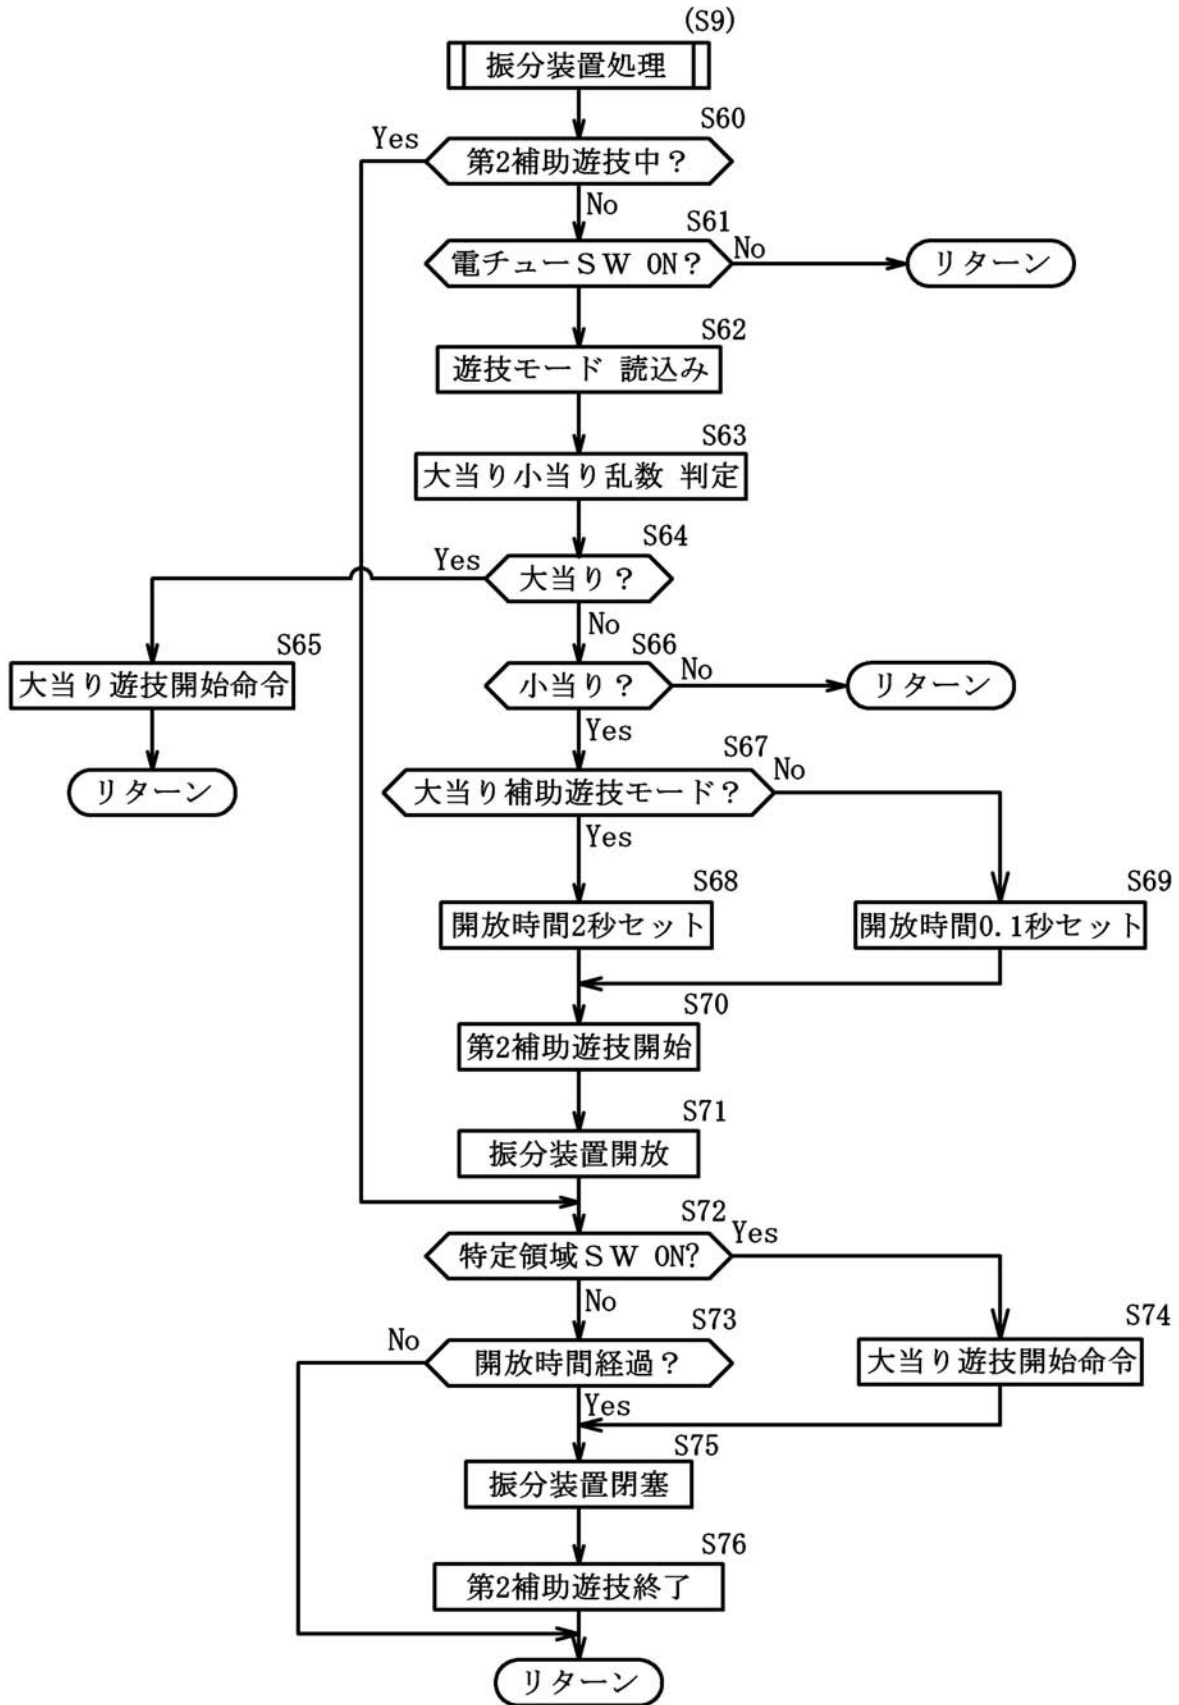 (S9)
振分装置処理
S60
Yes
第2補助遊技中？
No
S61
電チューＳＷ ON？
No
リターン
S62
遊技モード 読込み
S63
大当り小当り乱数 判定
S64
Yes
大当り？
No
S65
大当り遊技開始命令
リターン
S66
小当り？
No
リターン
Yes
S67
大当り補助遊技モード？
No
Yes
S68
開放時間2秒セット
S69
開放時間0.1秒セット
S70
第2補助遊技開始
S71
振分装置開放
S72
特定領域ＳＷ ON?
Yes
No
S73
No
開放時間経過？
Yes
S74
大当り遊技開始命令
S75
振分装置閉塞
S76
第2補助遊技終了
リターン